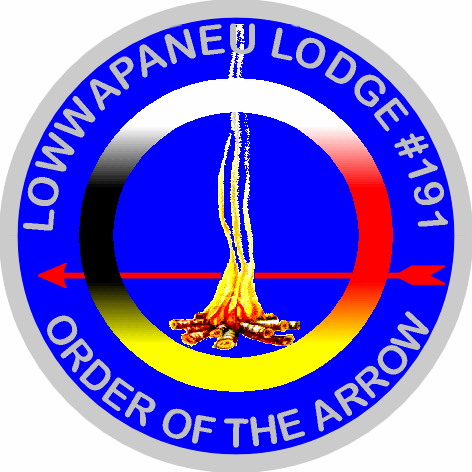 LOWWAPANEU LODGE #191
ORDER OF THE ARROW